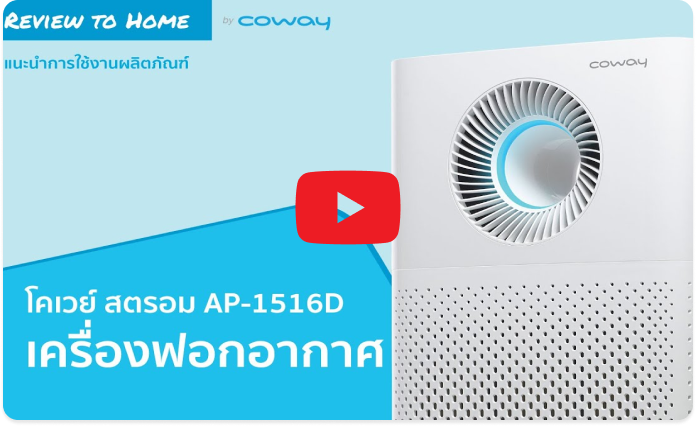 REVIEW TO HOME
by coway
แนะนำการใช้งานผลิตภัณฑ์
coway
โคเวย์ สตรอม AP-1516D
เครื่องฟอกอากาศ